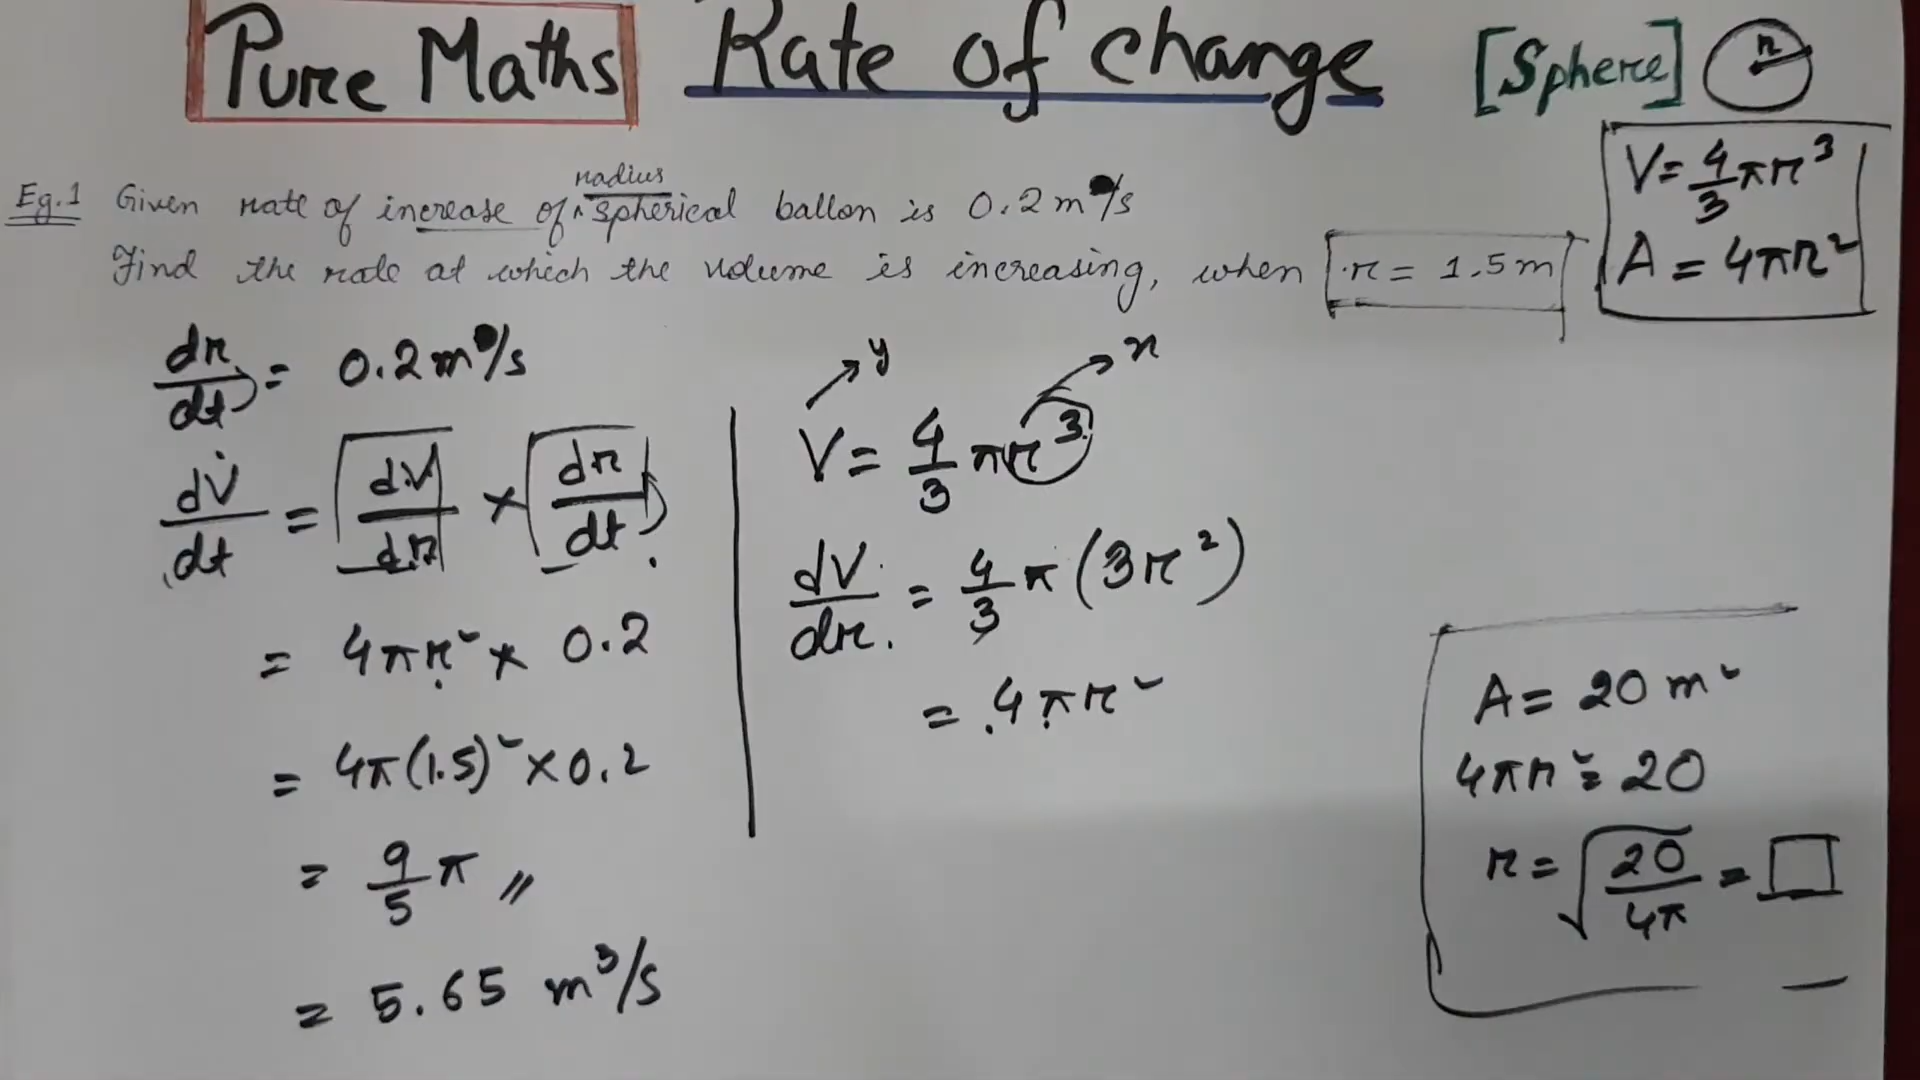 Pure Maths Rate of change [Sphere] r
V = 4/3 πr³
A = 4πr²
Eg.1 Given rate of increase of ^ radius spherical ballon is 0.2 m/s
Find the rate at which the volume is increasing, when r = 1.5 m
dr/dt = 0.2 m/s
dV/dt = dV/dr × dr/dt
= 4πr² × 0.2
= 4π(1.5)² × 0.2
= 9/5 π //
= 5.65 m³/s
y x
V = 4/3 πr³
dV/dr = 4/3 π(3r²)
= 4πr²
A = 20 m²
4πr² = 20
r = √(20/4π) = □